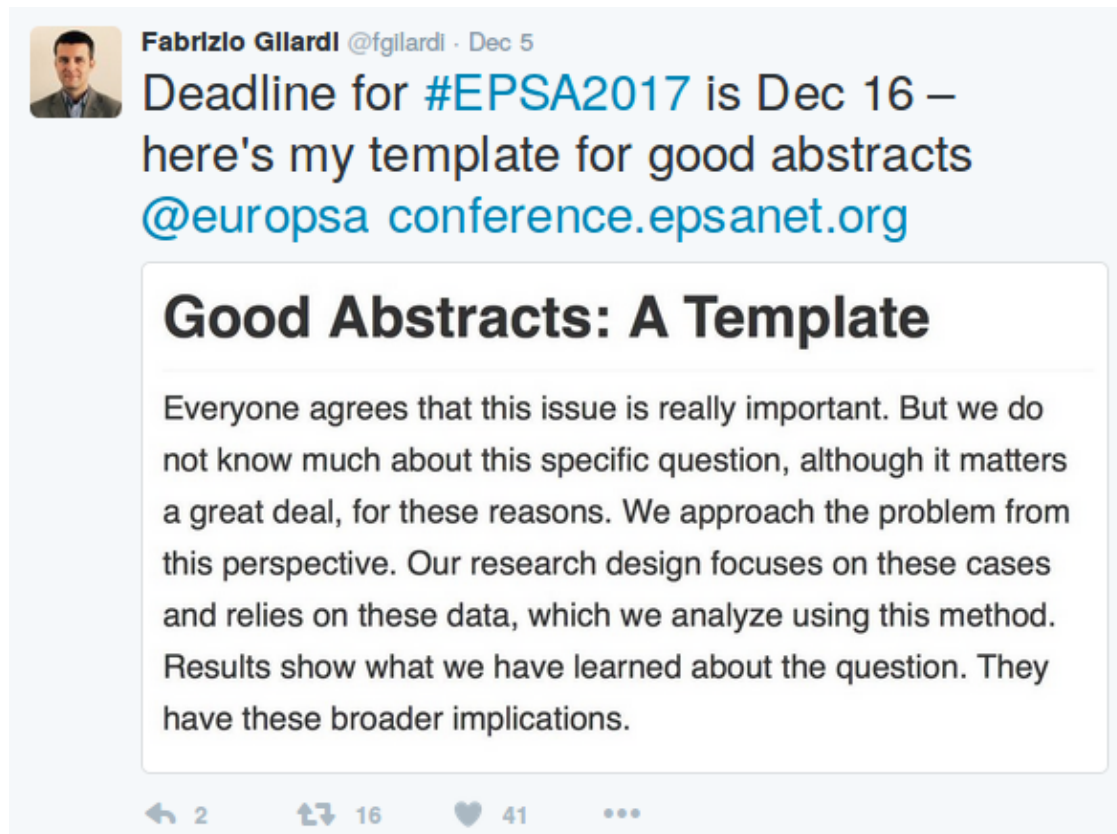 Fabrizio Gilardi @fgilardi · Dec 5
Deadline for #EPSA2017 is Dec 16 –
here's my template for good abstracts
@europsa conference.epsanet.org
Good Abstracts: A Template
Everyone agrees that this issue is really important. But we do
not know much about this specific question, although it matters
a great deal, for these reasons. We approach the problem from
this perspective. Our research design focuses on these cases
and relies on these data, which we analyze using this method.
Results show what we have learned about the question. They
have these broader implications.
2 16 41